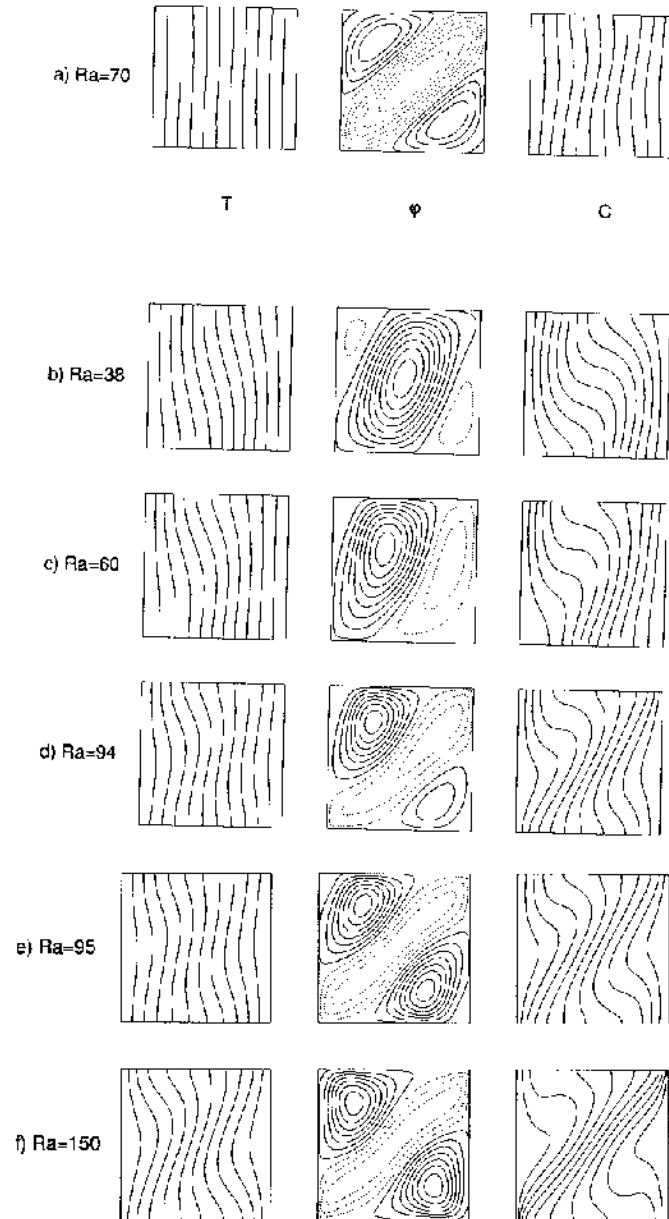 a) Ra=70
T φ C
b) Ra=38
c) Ra=60
d) Ra=94
e) Ra=95
f) Ra=150